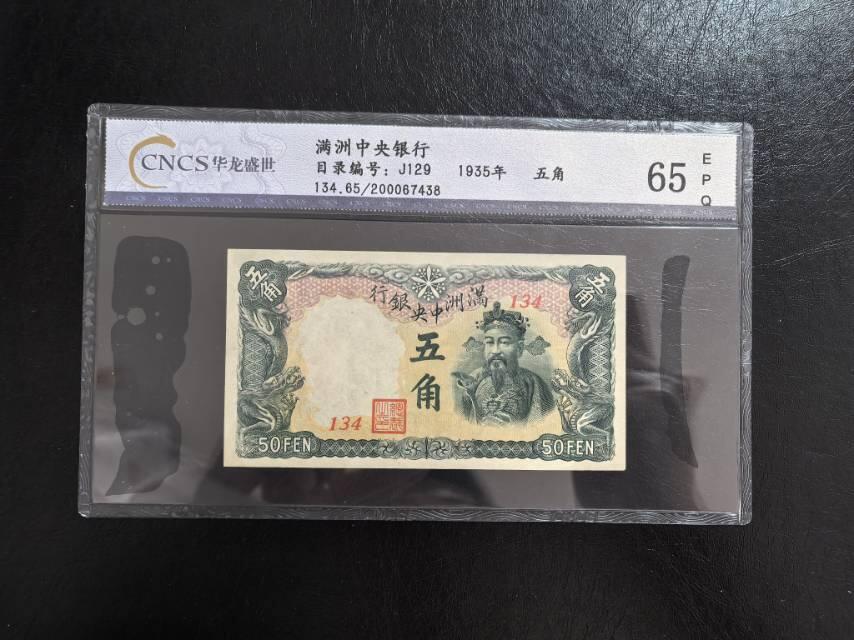 CNCS华龙盛世
满洲中央银行
目录编号：J129 1935年 五角
134.65/200067438
65
EPQ
五角
五角
行銀央中洲滿
134
五角
134
50FEN
50FEN